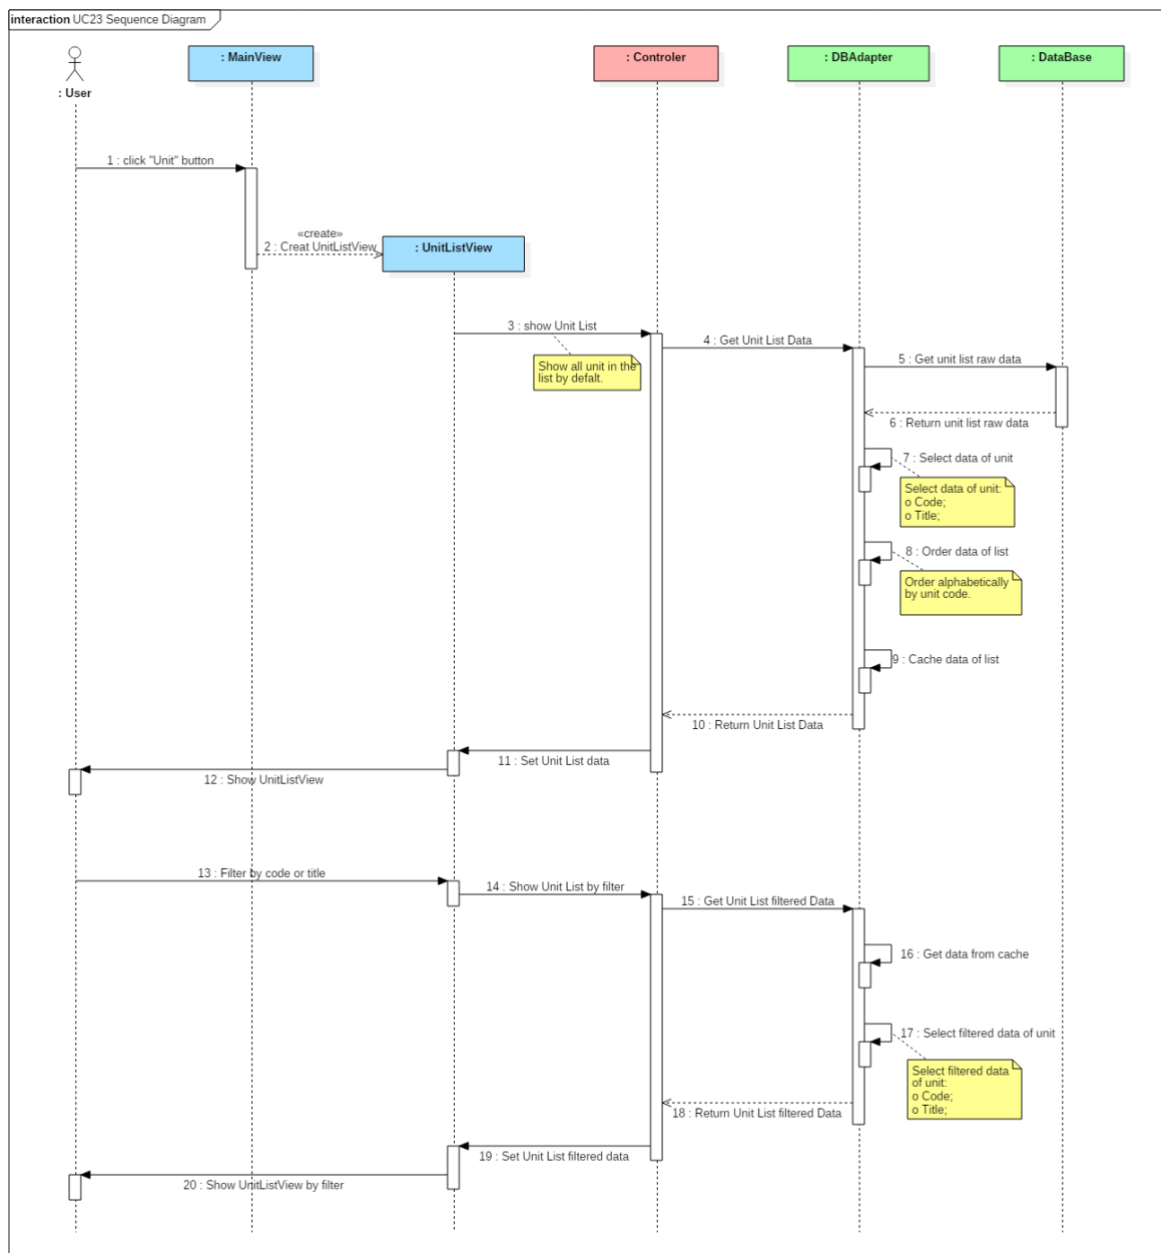 interaction UC23 Sequence Diagram
: User
: MainView
: Controler
: DBAdapter
: DataBase
1 : click "Unit" button
«create»
2 : Creat UnitListView
: UnitListView
3 : show Unit List
Show all unit in the
list by defalt.
4 : Get Unit List Data
5 : Get unit list raw data
6 : Return unit list raw data
7 : Select data of unit
Select data of unit:
o Code;
o Title;
8 : Order data of list
Order alphabetically
by unit code.
9 : Cache data of list
10 : Return Unit List Data
11 : Set Unit List data
12 : Show UnitListView
13 : Filter by code or title
14 : Show Unit List by filter
15 : Get Unit List filtered Data
16 : Get data from cache
17 : Select filtered data of unit
Select filtered data
of unit:
o Code;
o Title;
18 : Return Unit List filtered Data
19 : Set Unit List filtered data
20 : Show UnitListView by filter